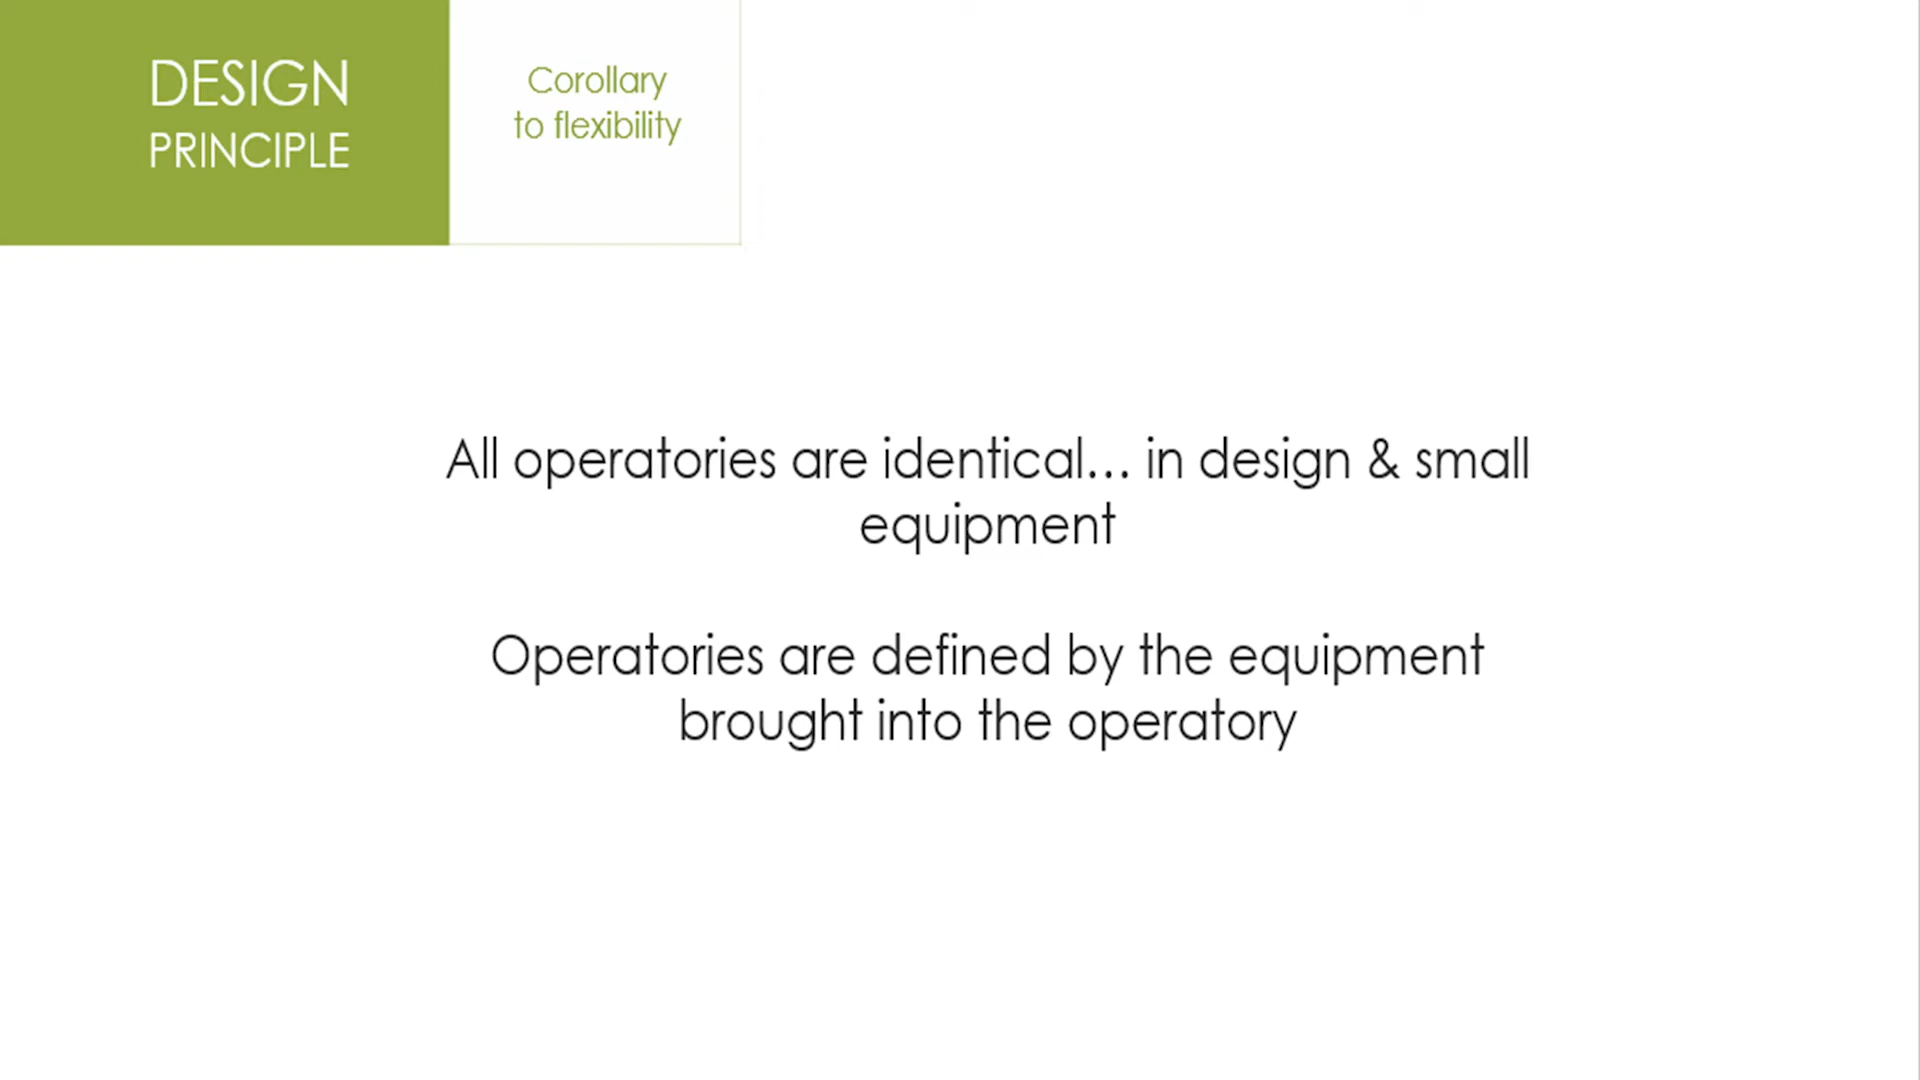 DESIGN
PRINCIPLE
Corollary
to flexibility
All operatories are identical... in design & small
equipment
Operatories are defined by the equipment
brought into the operatory